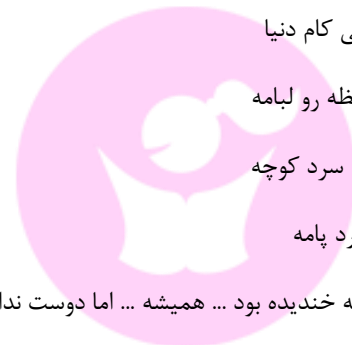 ی کام دنیا
ظه رو لبامه
سرد کوچه
رد پامه
ه خندیده بود ... همیشه ... اما دوست ندا